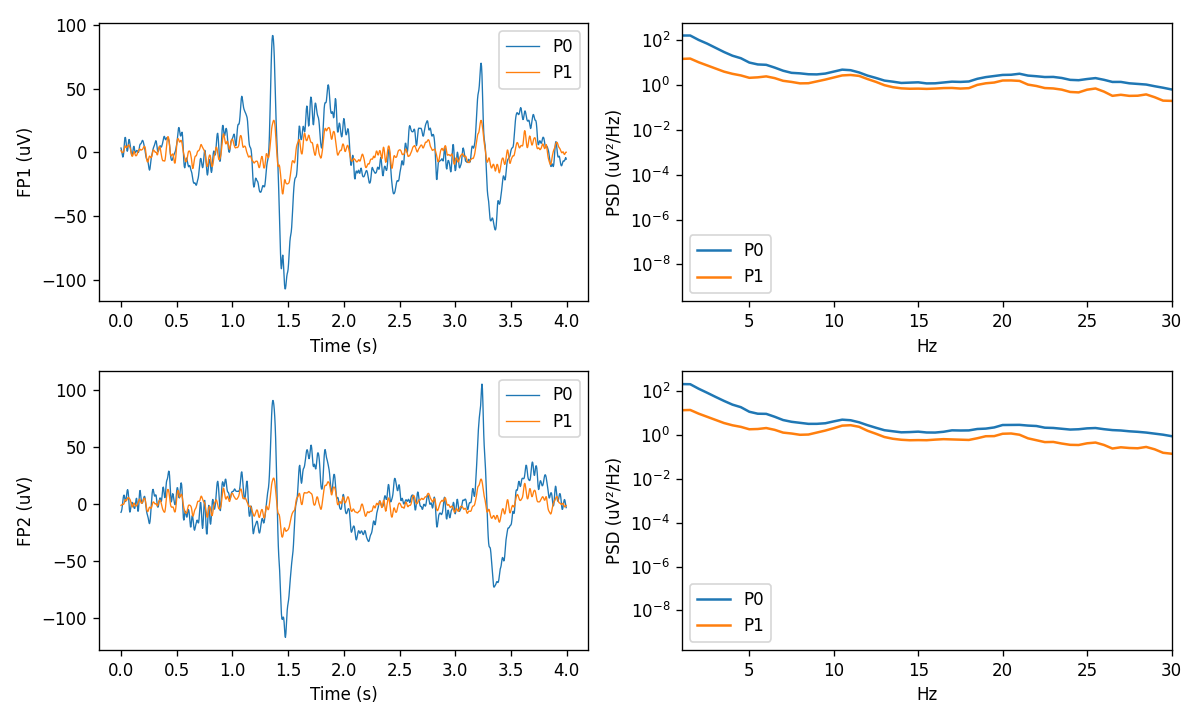 FP1 (uV)
100
50
0
−50
−100
0.0 0.5 1.0 1.5 2.0 2.5 3.0 3.5 4.0
Time (s)
P0
P1
PSD (uV²/Hz)
10²
10⁰
10⁻²
10⁻⁴
10⁻⁶
10⁻⁸
5 10 15 20 25 30
Hz
P0
P1
FP2 (uV)
100
50
0
−50
−100
0.0 0.5 1.0 1.5 2.0 2.5 3.0 3.5 4.0
Time (s)
P0
P1
PSD (uV²/Hz)
10²
10⁰
10⁻²
10⁻⁴
10⁻⁶
10⁻⁸
5 10 15 20 25 30
Hz
P0
P1